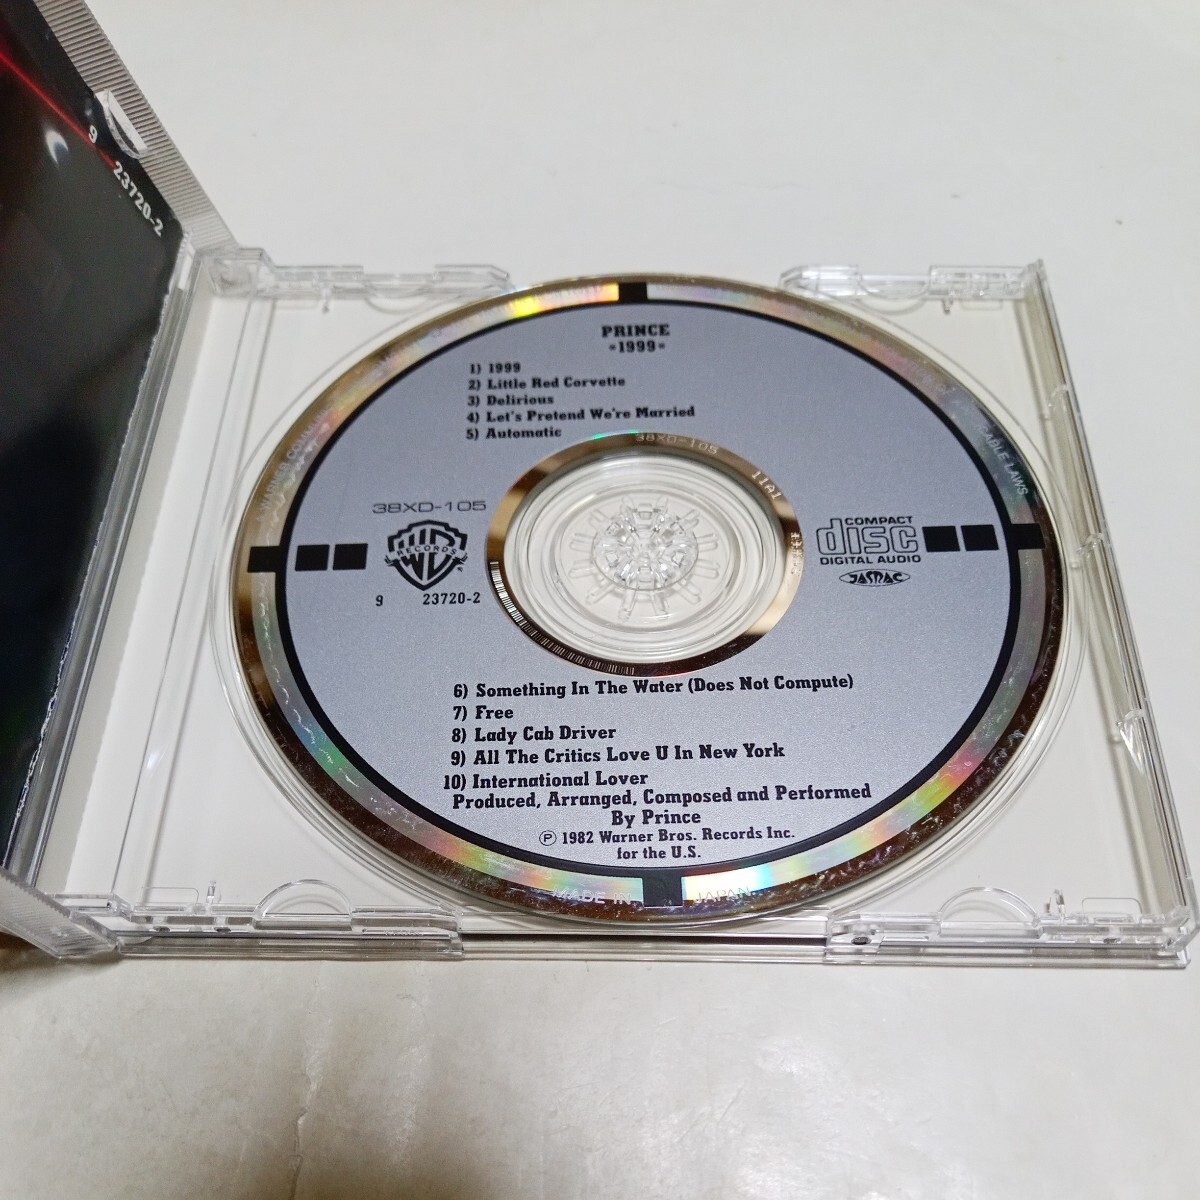 9 23720-2
PRINCE
*1999*
1) 1999
2) Little Red Corvette
3) Delirious
4) Let's Pretend We're Married
5) Automatic
38XD-105 11A1
38XD-105
RECORDS
9 23720-2
COMPACT
disc
DIGITAL AUDIO
JASRAC
6) Something In The Water (Does Not Compute)
7) Free
8) Lady Cab Driver
9) All The Critics Love U In New York
10) International Lover
Produced, Arranged, Composed and Performed
By Prince
℗ 1982 Warner Bros. Records Inc.
for the U.S.
A WARNER COMMUNI
ICABLE LAWS.
MADE IN JAPAN